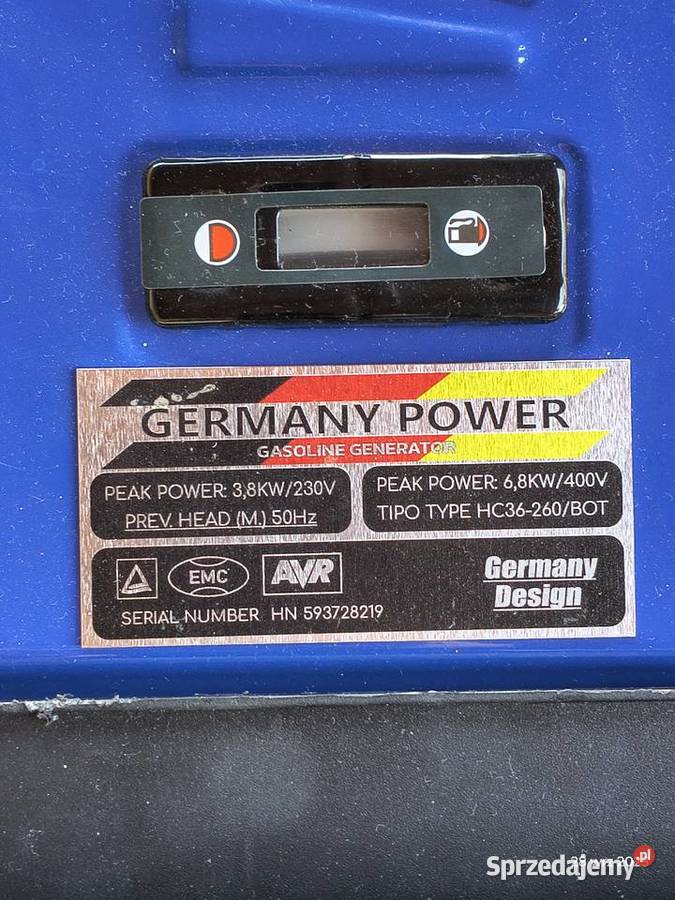 GERMANY POWER
GASOLINE GENERATOR
PEAK POWER: 3,8KW/230V
PREV. HEAD (M.) 50Hz
PEAK POWER: 6,8KW/400V
TIPO TYPE HC36-260/BOT
EMC
AVR
Germany
Design
SERIAL NUMBER HN 593728219
Sprzedajemy
.pl